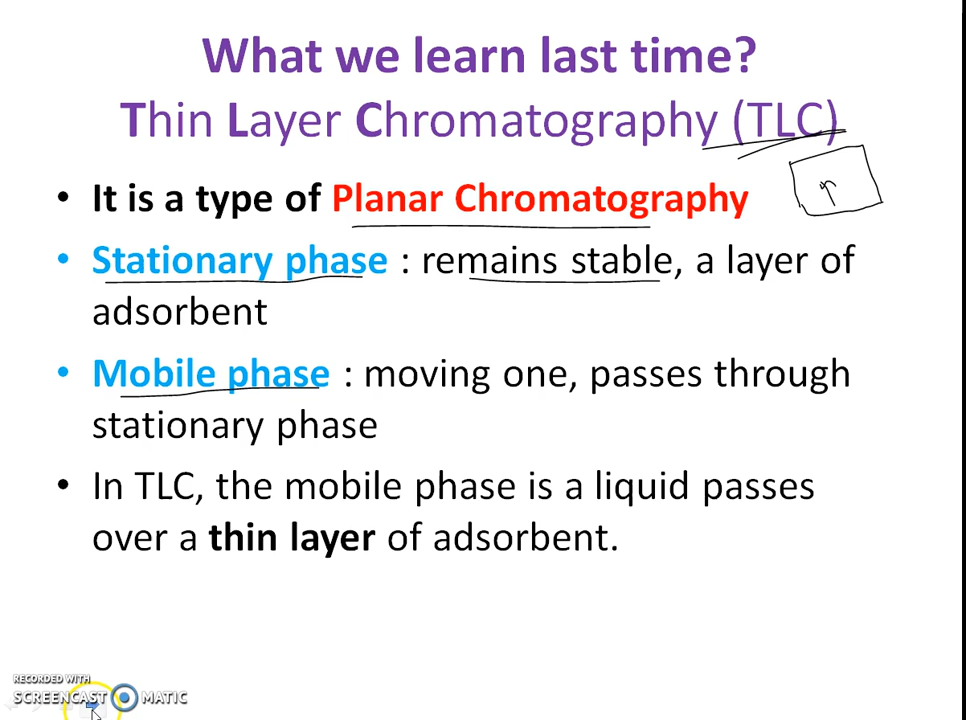 What we learn last time?
Thin Layer Chromatography (TLC)
• It is a type of Planar Chromatography
• Stationary phase : remains stable, a layer of
adsorbent
• Mobile phase : moving one, passes through
stationary phase
• In TLC, the mobile phase is a liquid passes
over a thin layer of adsorbent.
RECORDED WITH
SCREENCAST MATIC